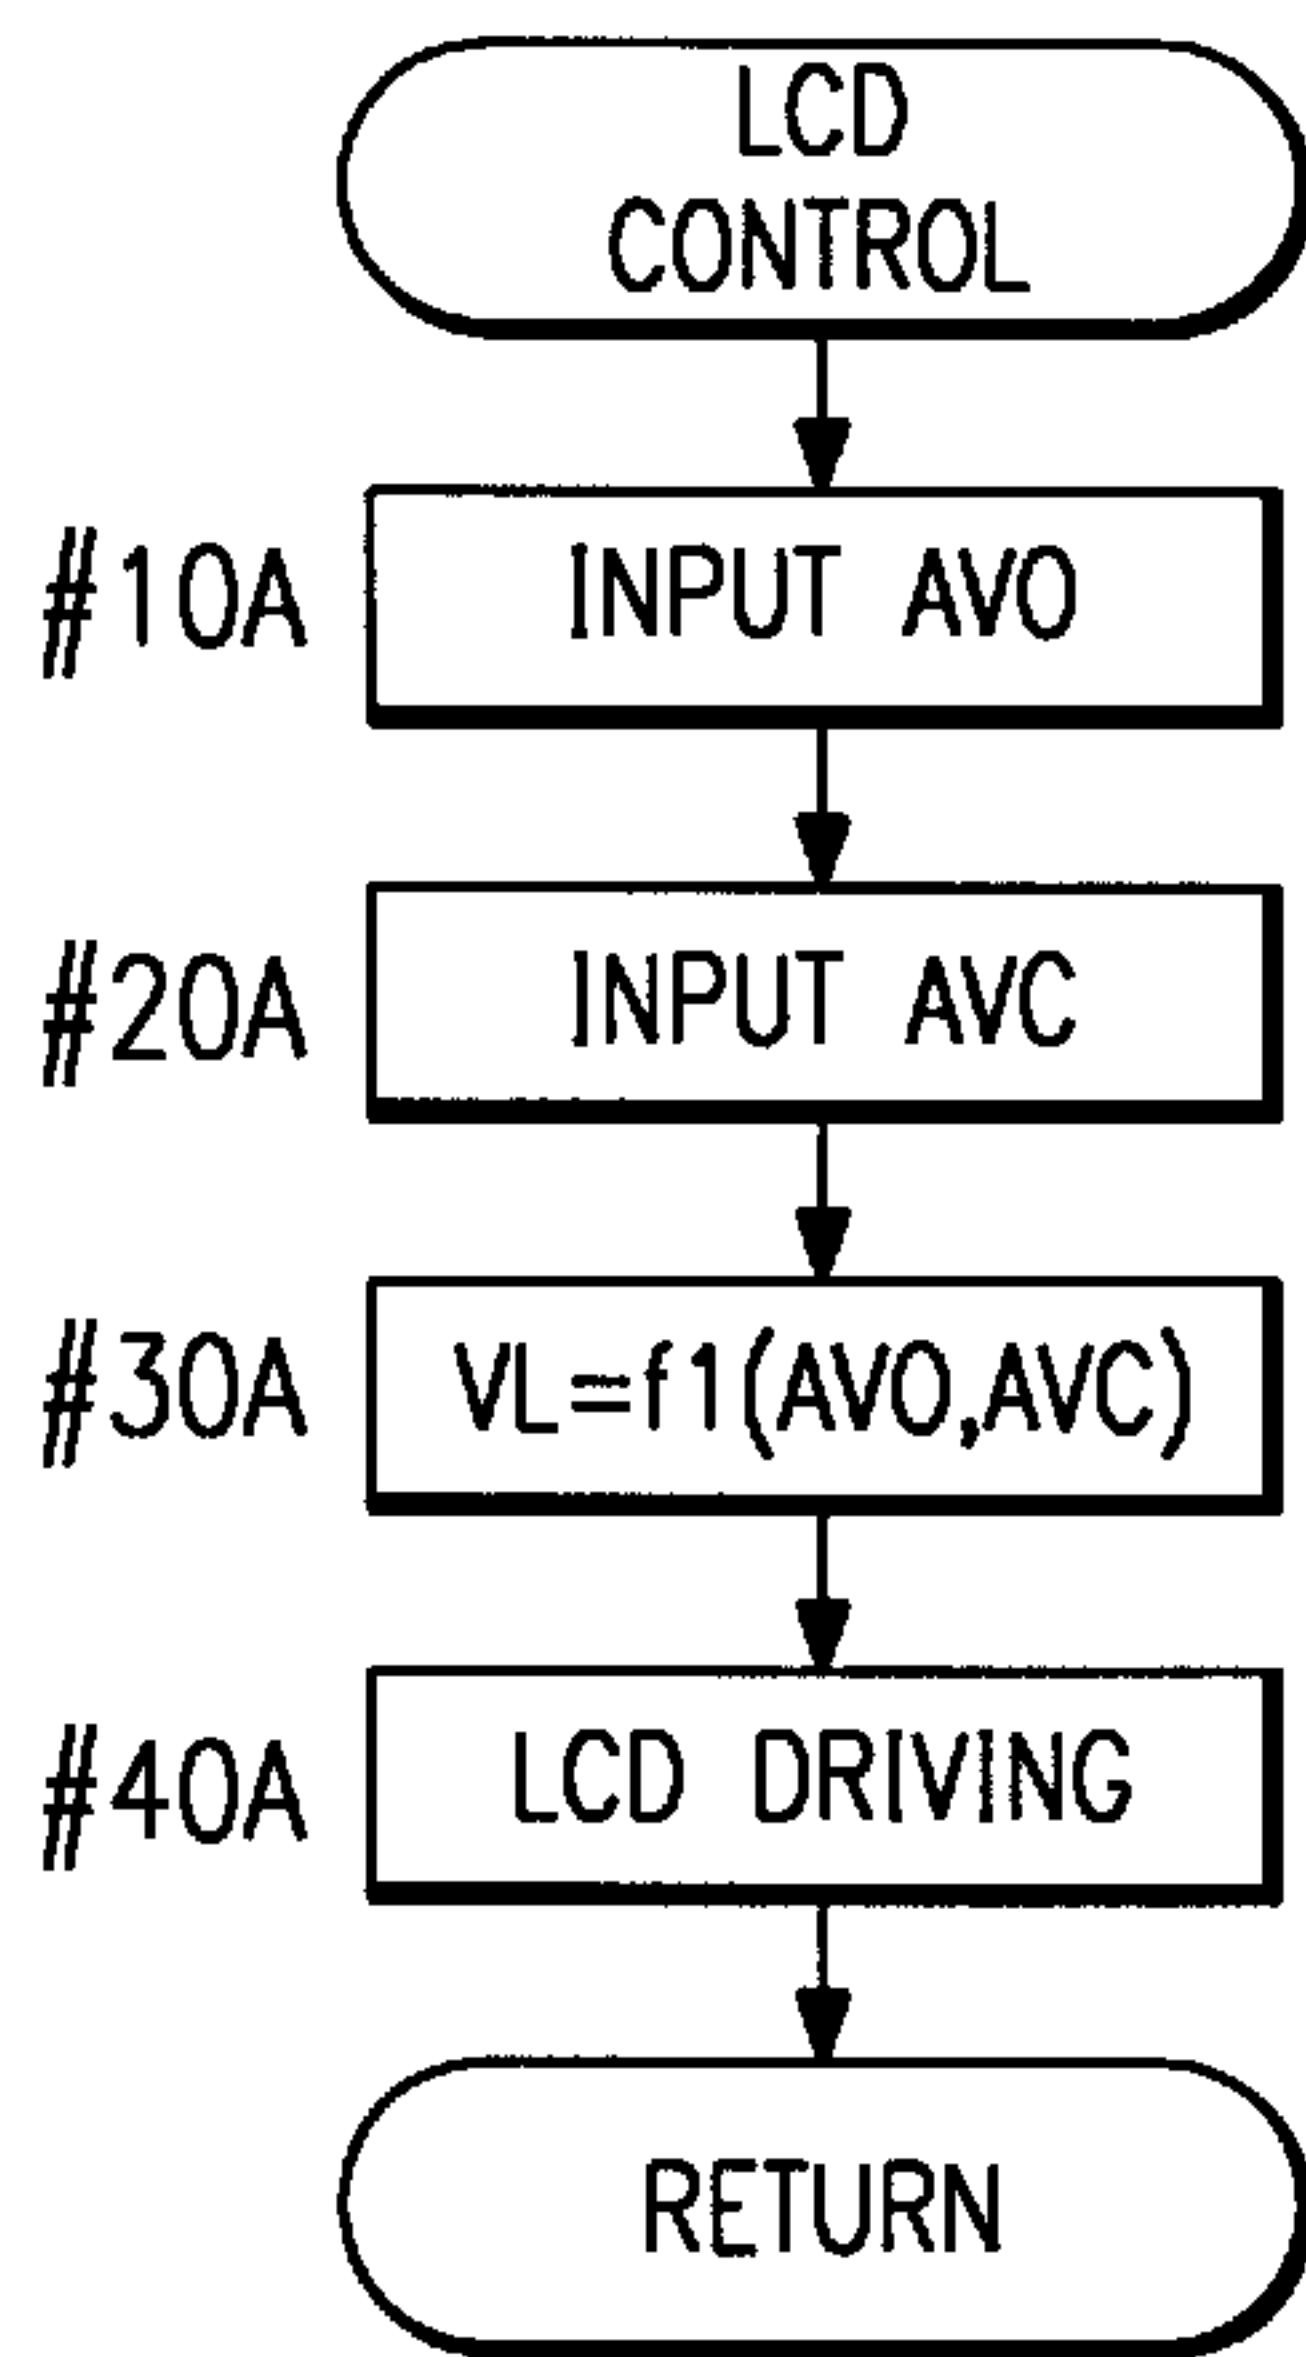 LCD
CONTROL
#10A INPUT AVO
#20A INPUT AVC
#30A VL=f1(AVO,AVC)
#40A LCD DRIVING
RETURN